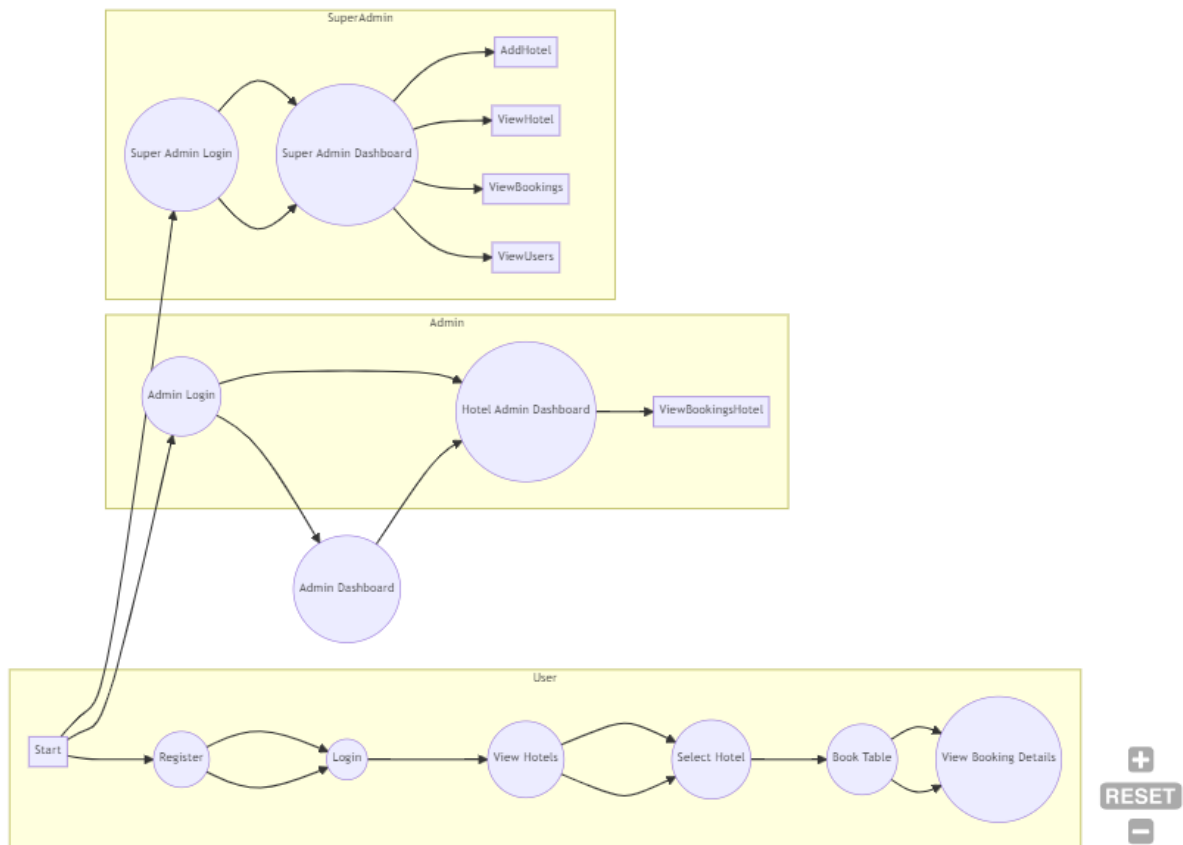 SuperAdmin
AddHotel
ViewHotel
Super Admin Login
Super Admin Dashboard
ViewBookings
ViewUsers
Admin
Admin Login
Hotel Admin Dashboard
ViewBookingsHotel
Admin Dashboard
User
Start
Register
Login
View Hotels
Select Hotel
Book Table
View Booking Details
RESET